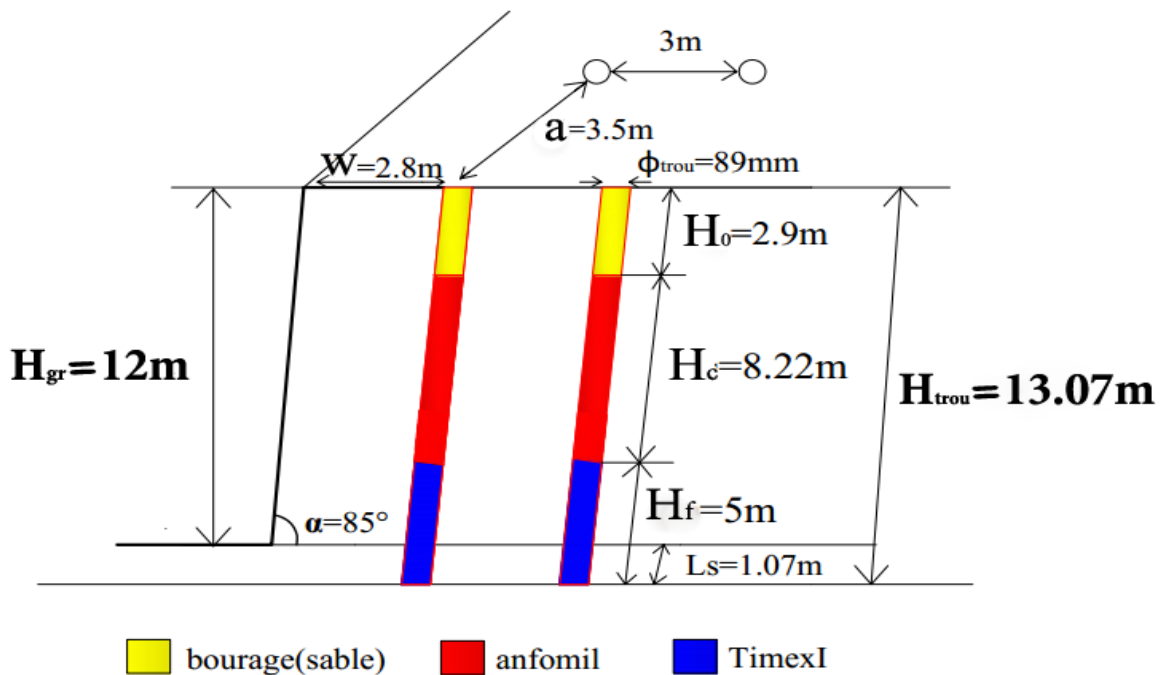 3m
a=3.5m
W=2.8m
ϕtrou=89mm
H₀=2.9m
Hgr=12m
Hc=8.22m
Htrou=13.07m
Hf=5m
α=85°
Ls=1.07m
bourage(sable)
anfomil
TimexI